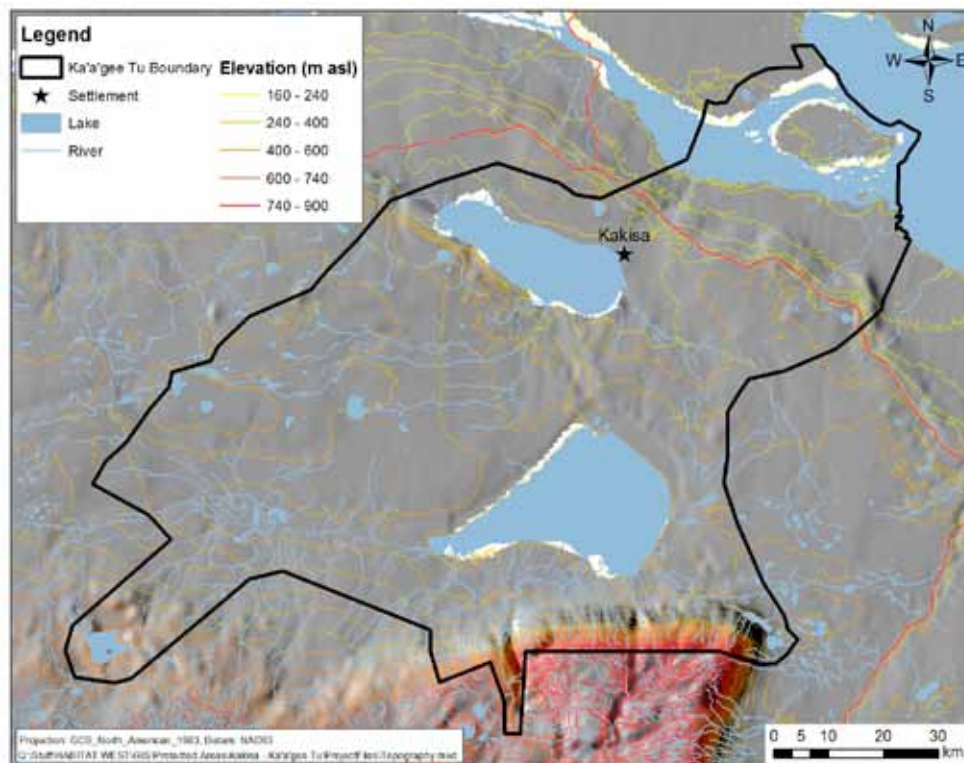 Legend
Ka'a'gee Tu Boundary
Settlement
Lake
River
Elevation (m asl)
160 - 240
240 - 400
400 - 600
600 - 740
740 - 900
N
W E
S
Kakisa
Projection: GCS_North_American_1983, Datum: NAD83
0 5 10 20 30
km